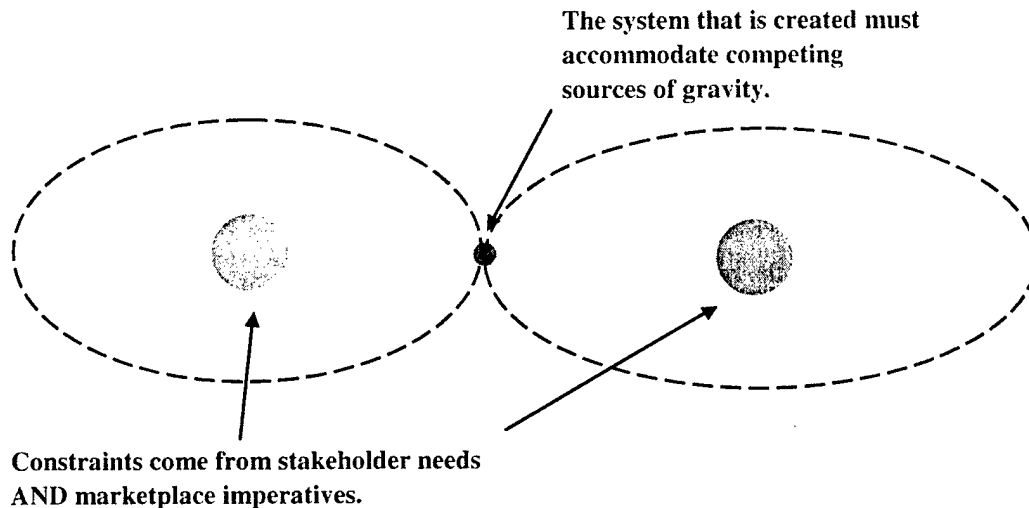 The system that is created must
accommodate competing
sources of gravity.
Constraints come from stakeholder needs
AND marketplace imperatives.